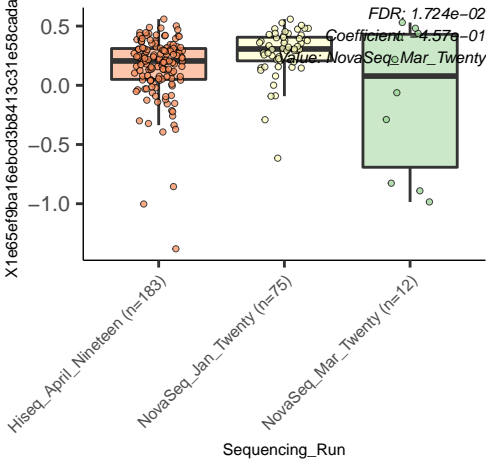 FDR: 1.724e−02
Coefficient: −4.57e−01
Value: NovaSeq_Mar_Twenty
X1e65ef9ba16ebcd3b8413c31e58cada
0.5
0.0
−0.5
−1.0
Hiseq_April_Nineteen (n=183)
NovaSeq_Jan_Twenty (n=75)
NovaSeq_Mar_Twenty (n=12)
Sequencing_Run